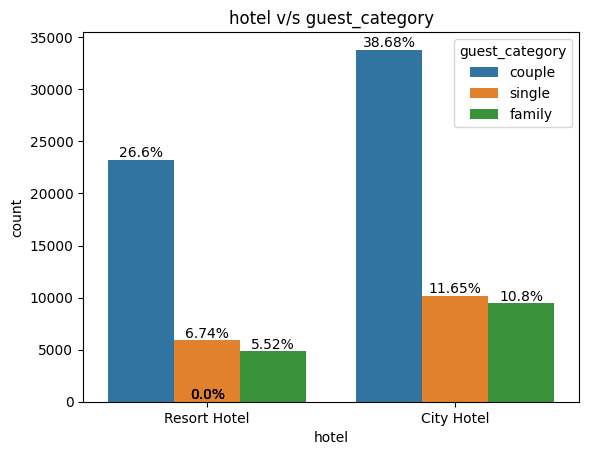 hotel v/s guest_category
35000
30000
25000
20000
15000
10000
5000
0
count
26.6%
6.74%
5.52%
0.0%
38.68%
11.65%
10.8%
guest_category
couple
single
family
Resort Hotel
City Hotel
hotel